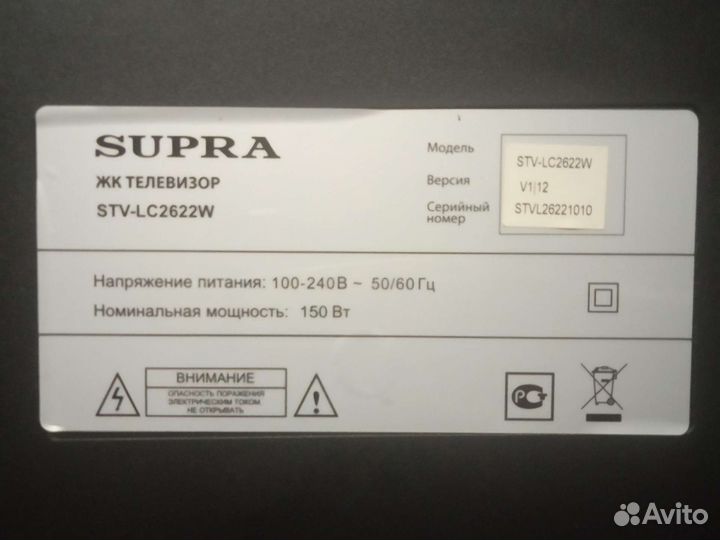 SUPRA
ЖК ТЕЛЕВИЗОР
STV-LC2622W
Модель
STV-LC2622W
Версия
V1|12
Серийный
номер
STVL26221010
Напряжение питания: 100-240В ~ 50/60 Гц
Номинальная мощность: 150 Вт
ВНИМАНИЕ
ОПАСНОСТЬ ПОРАЖЕНИЯ
ЭЛЕКТРИЧЕСКИМ ТОКОМ
НЕ ОТКРЫВАТЬ
Avito